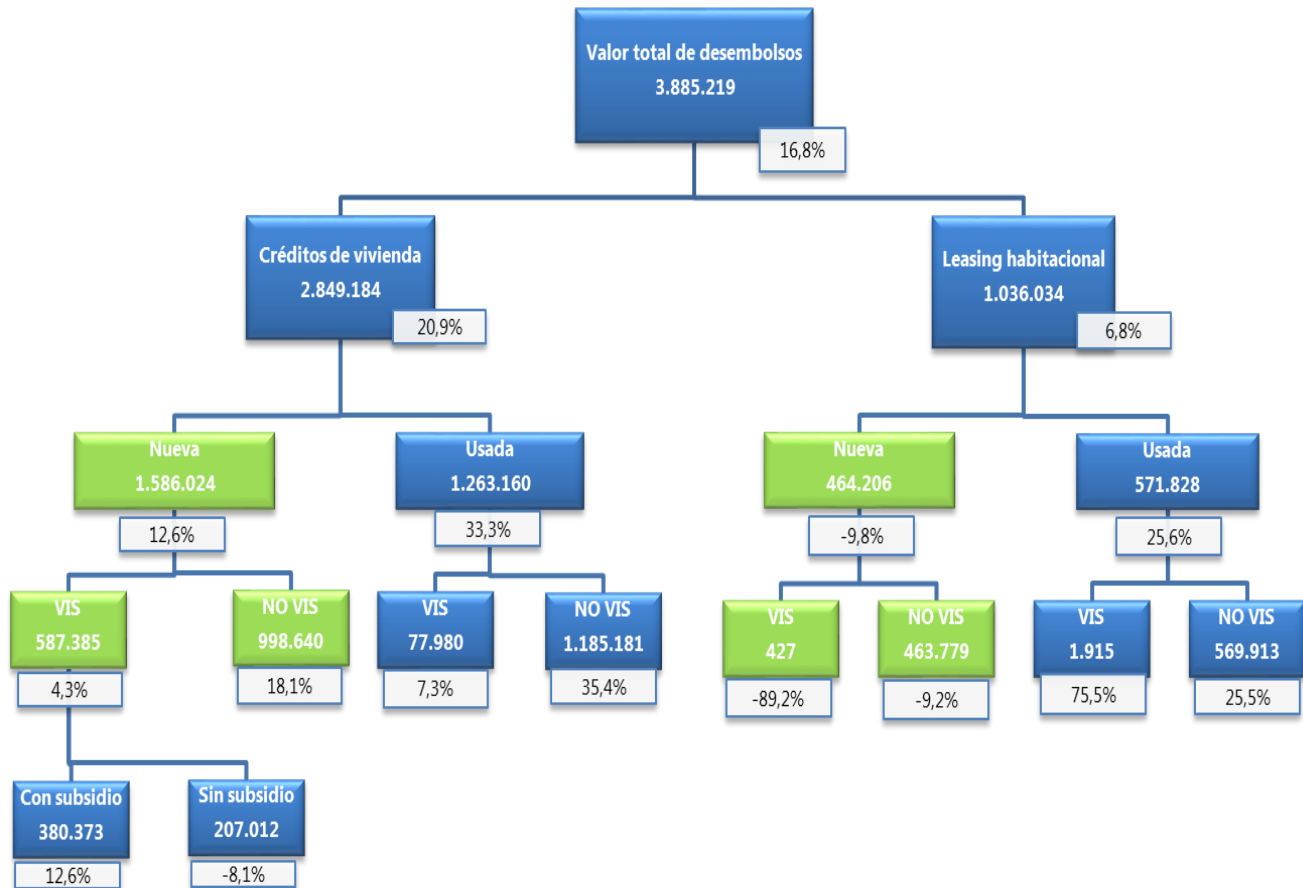 Valor total de desembolsos
3.885.219
16,8%
Créditos de vivienda
2.849.184
20,9%
Leasing habitacional
1.036.034
6,8%
Nueva
1.586.024
12,6%
Usada
1.263.160
33,3%
Nueva
464.206
-9,8%
Usada
571.828
25,6%
VIS
587.385
4,3%
NO VIS
998.640
18,1%
VIS
77.980
7,3%
NO VIS
1.185.181
35,4%
VIS
427
-89,2%
NO VIS
463.779
-9,2%
VIS
1.915
75,5%
NO VIS
569.913
25,5%
Con subsidio
380.373
12,6%
Sin subsidio
207.012
-8,1%